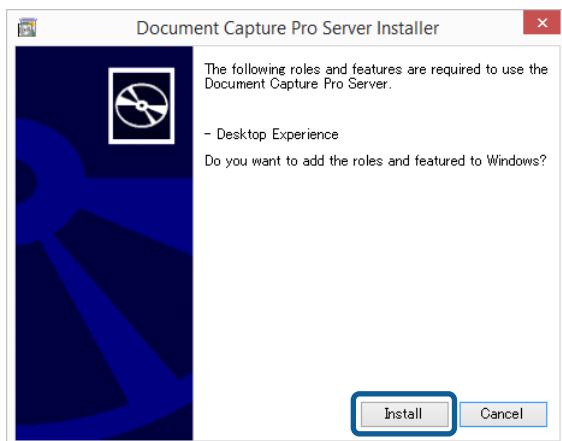 Document Capture Pro Server Installer
The following roles and features are required to use the
Document Capture Pro Server.
- Desktop Experience
Do you want to add the roles and featured to Windows?
Install Cancel